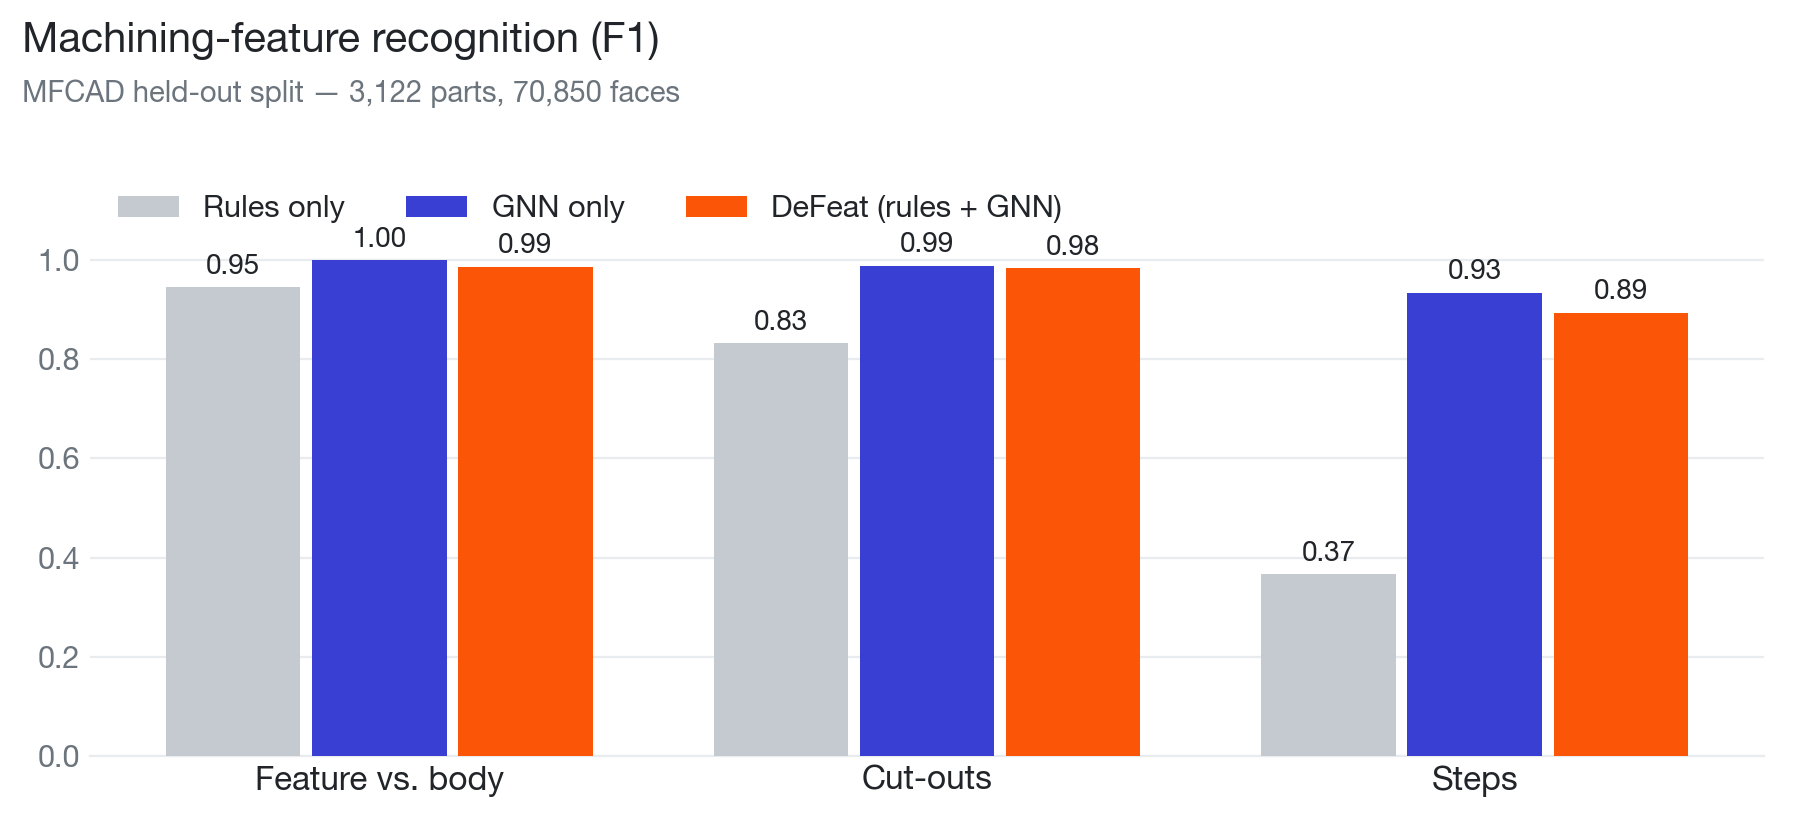 Machining-feature recognition (F1)
MFCAD held-out split — 3,122 parts, 70,850 faces
Rules only GNN only DeFeat (rules + GNN)
1.0
0.8
0.6
0.4
0.2
0.0
0.95 1.00 0.99
0.83 0.99 0.98
0.37 0.93 0.89
Feature vs. body Cut-outs Steps